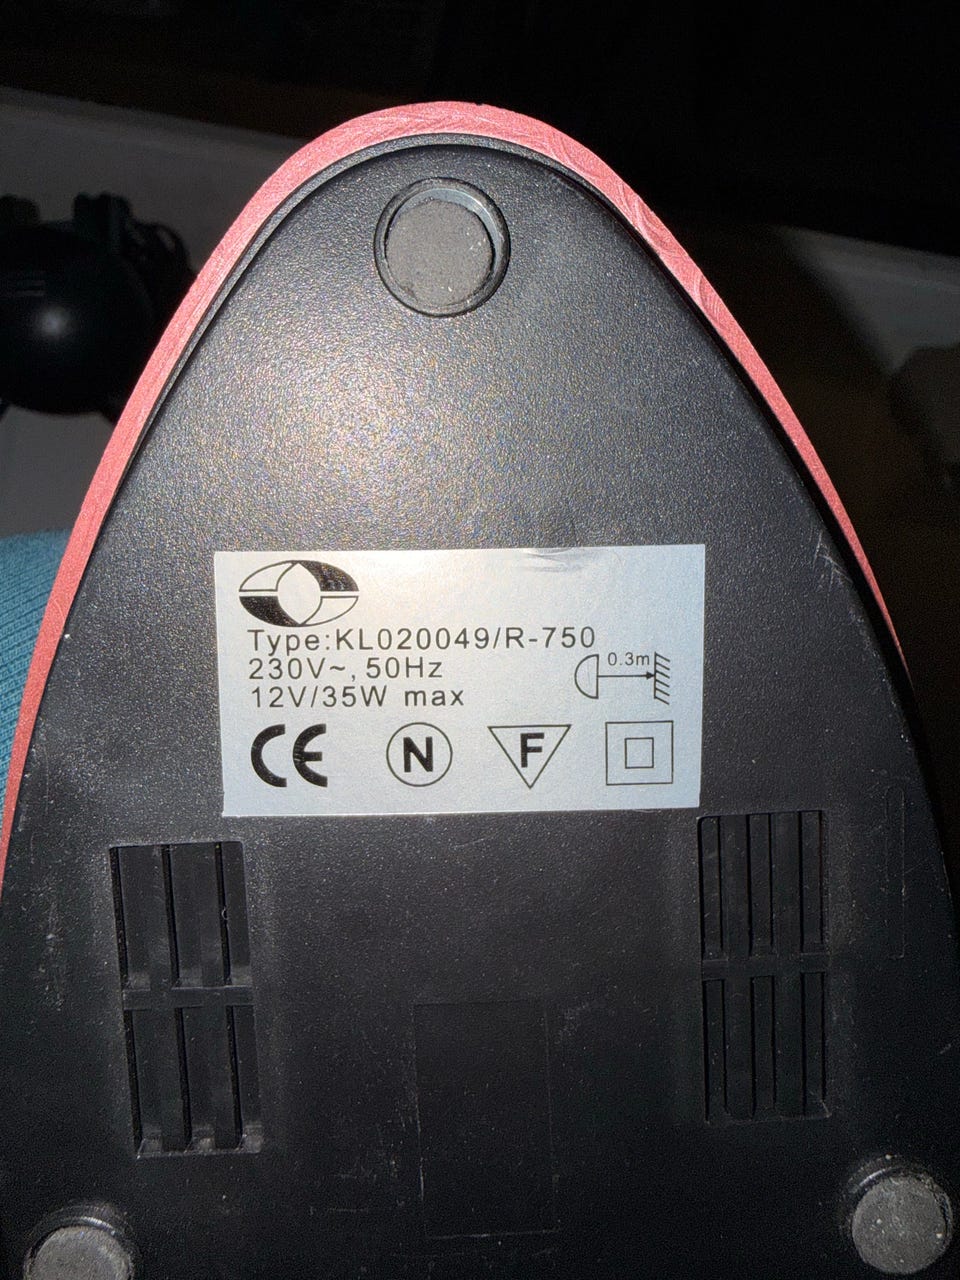 Type:KL020049/R-750
230V~, 50Hz
0.3m
12V/35W max
CE N F